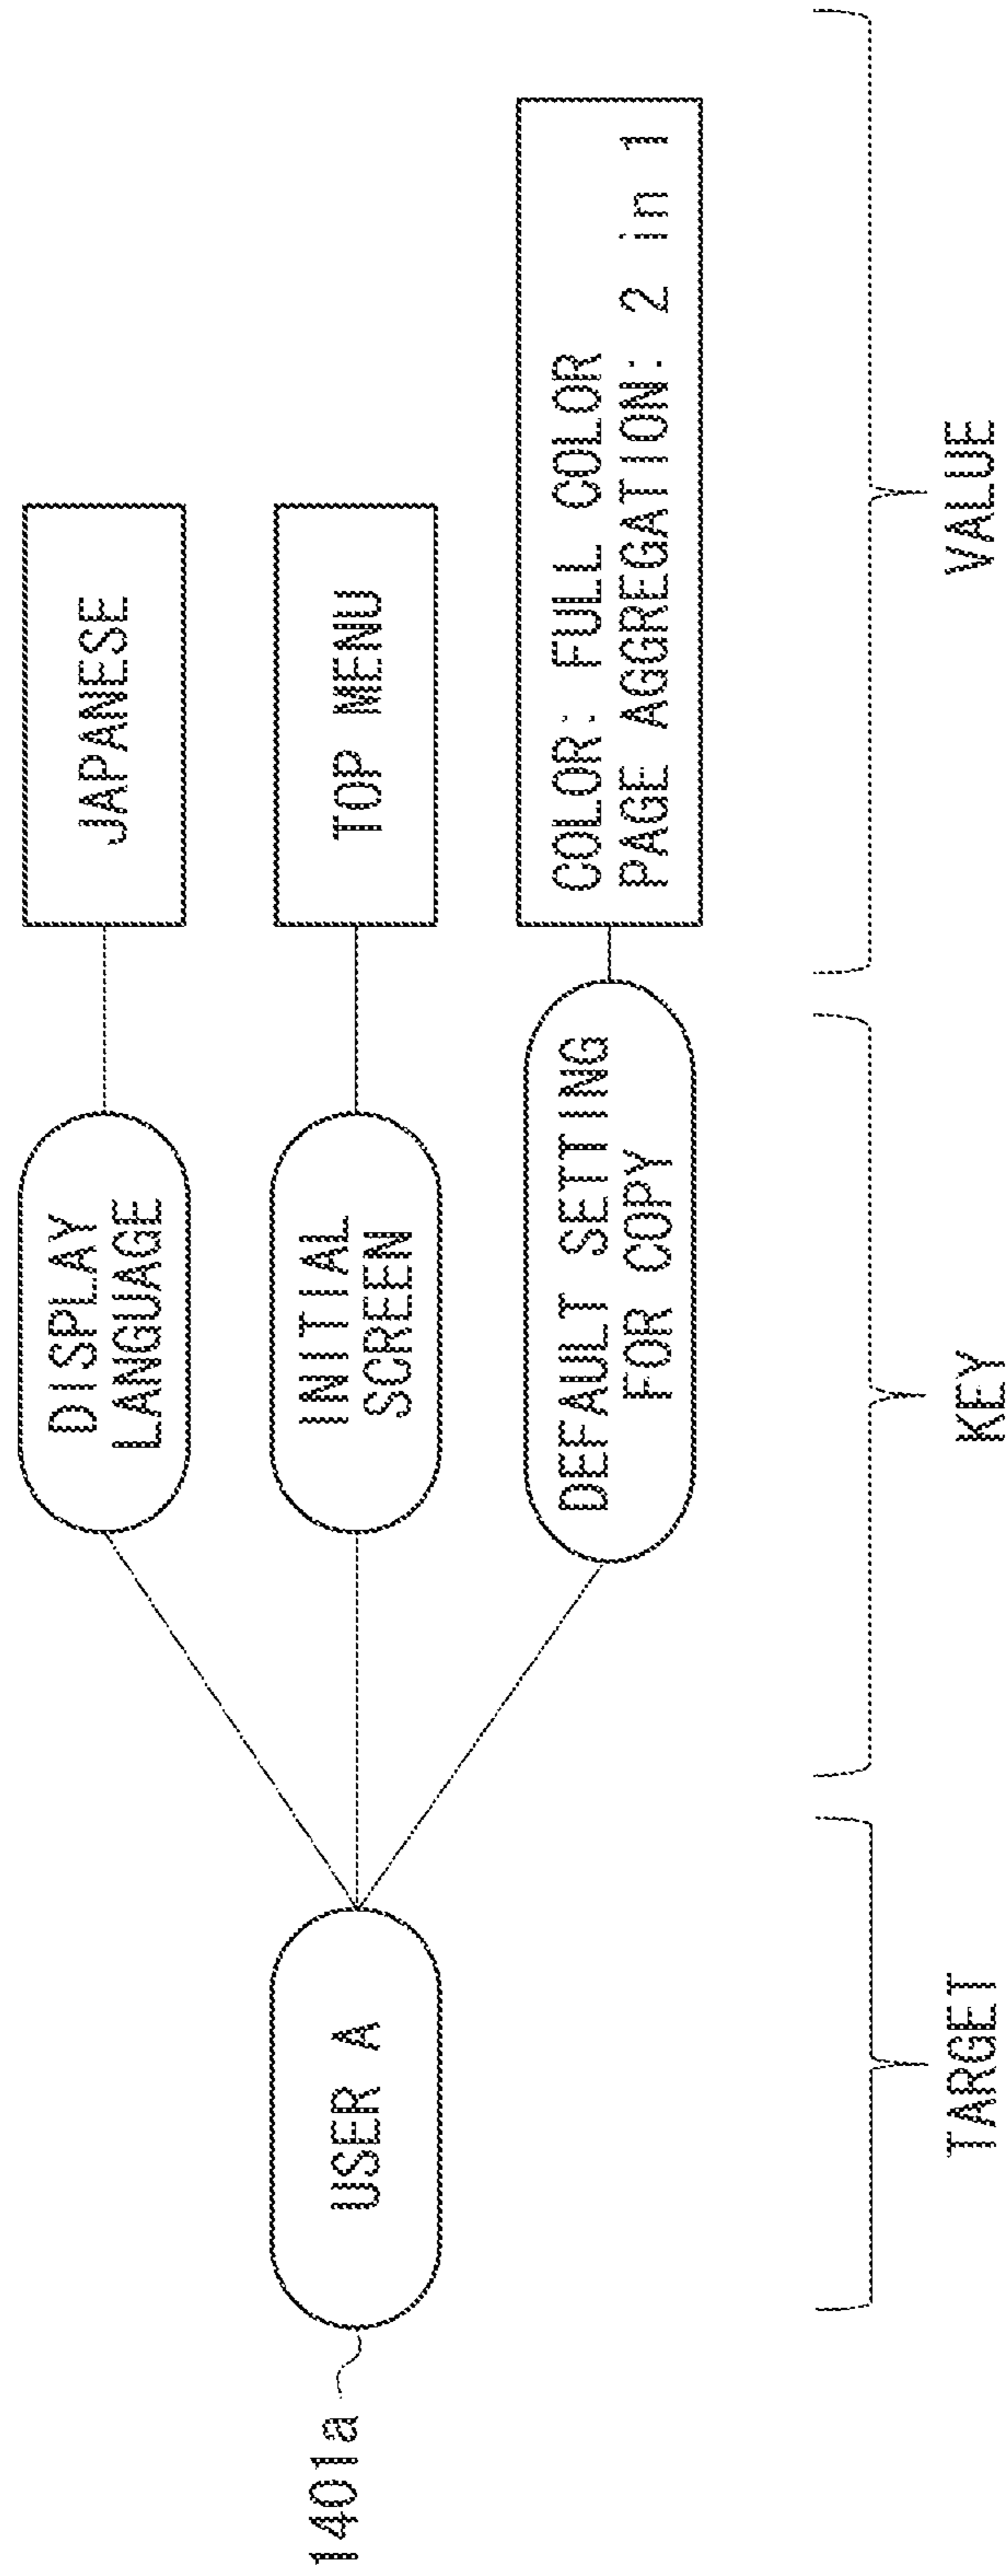 1401a
USER A
DISPLAY
LANGUAGE
JAPANESE
INITIAL
SCREEN
TOP MENU
DEFAULT SETTING
FOR COPY
COLOR: FULL COLOR
PAGE AGGREGATION: 2 in 1
TARGET
KEY
VALUE